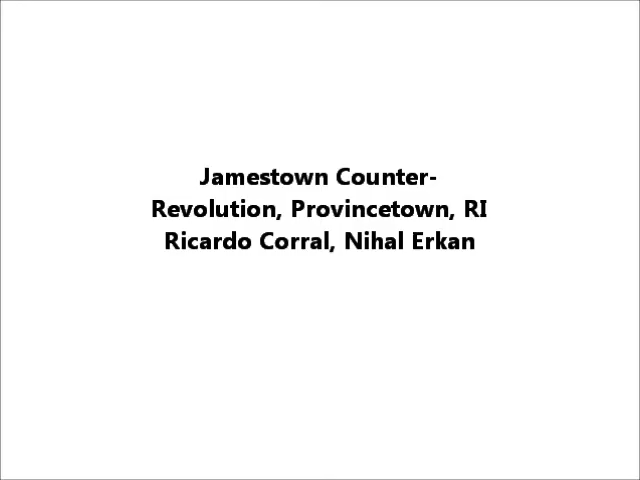 Jamestown Counter-
Revolution, Provincetown, RI
Ricardo Corral, Nihal Erkan